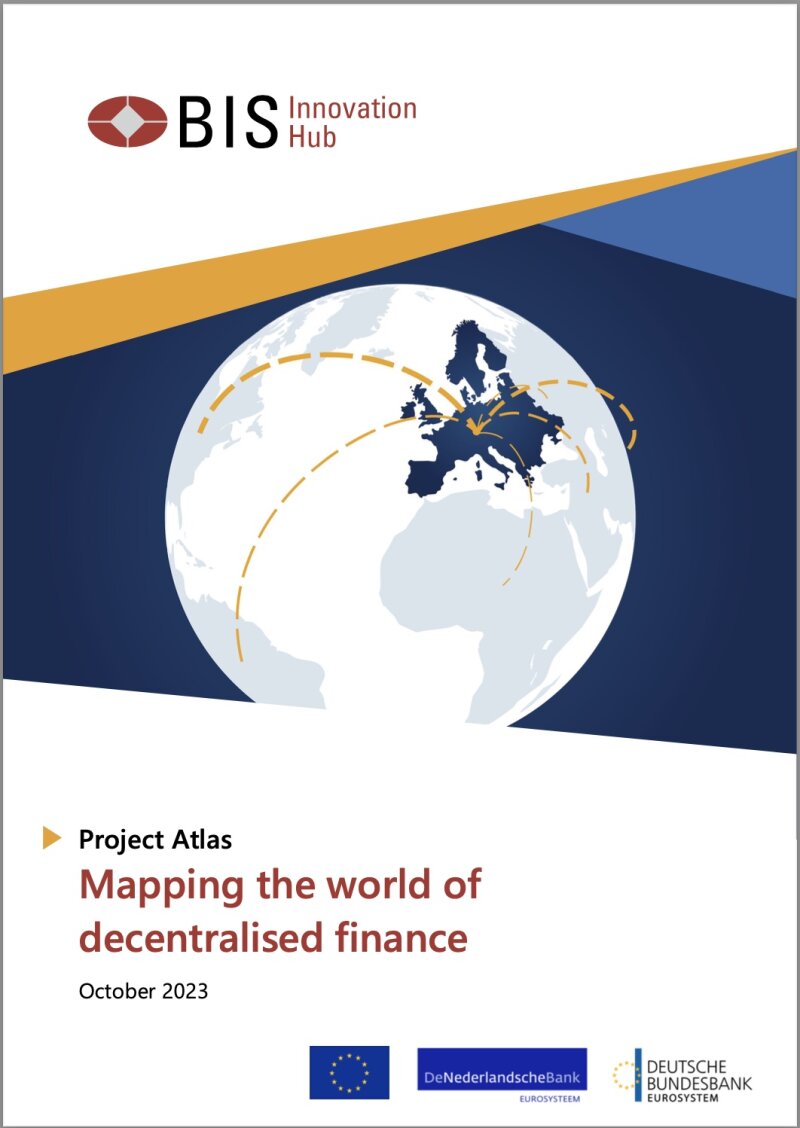 BIS Innovation
Hub
Project Atlas
Mapping the world of
decentralised finance
October 2023
DeNederlandscheBank
EUROSYSTEEM
DEUTSCHE
BUNDESBANK
EUROSYSTEM